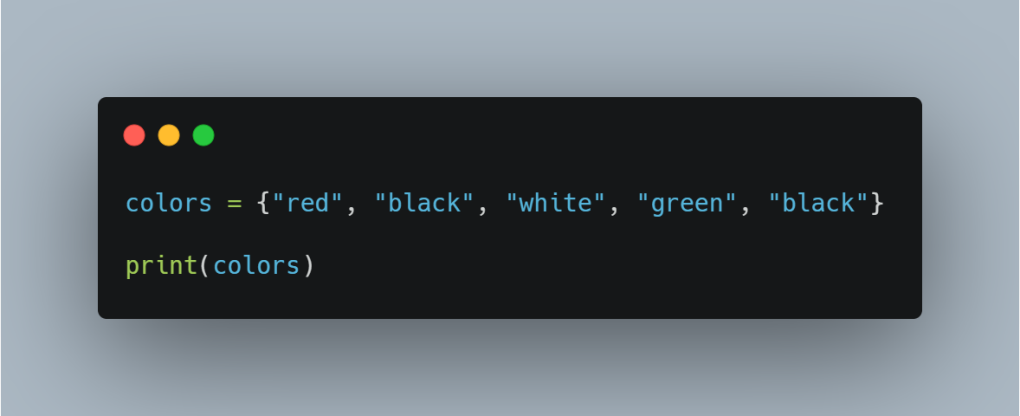 colors = {"red", "black", "white", "green", "black"}
print(colors)